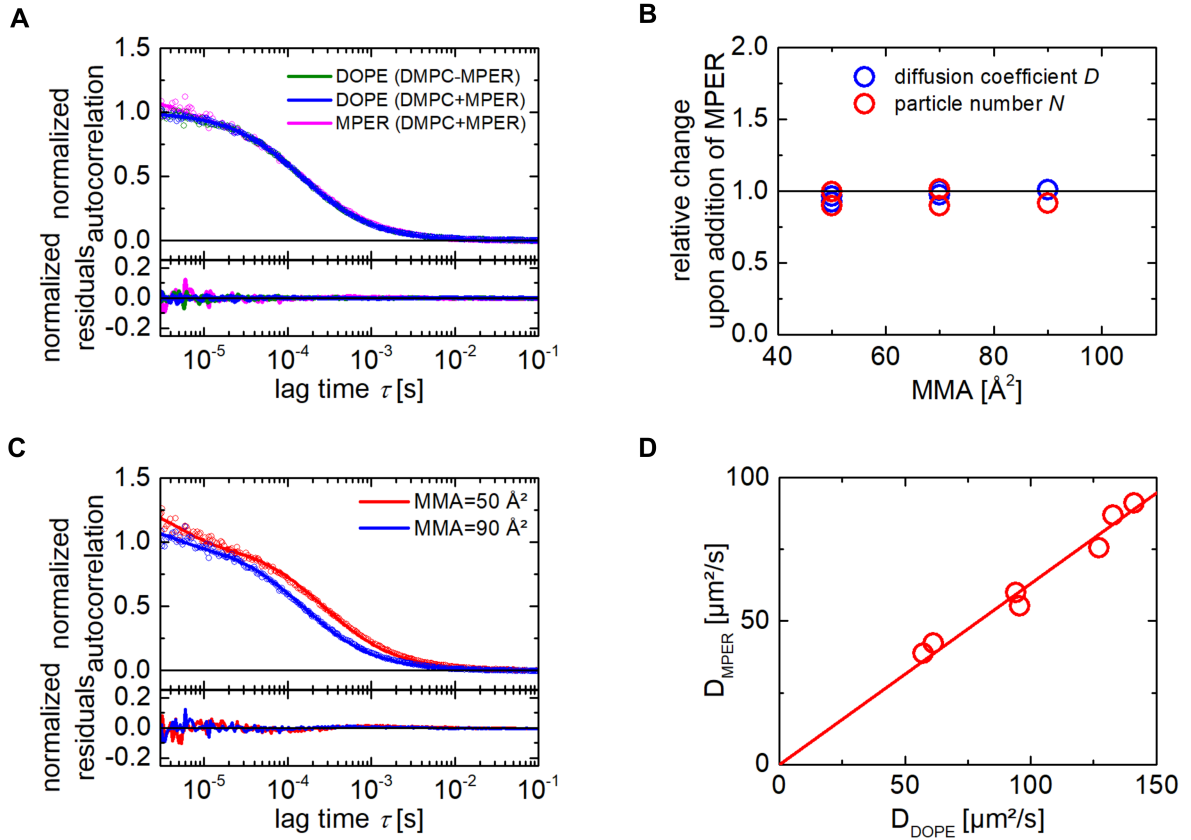 A
normalized
autocorrelation
1.5
1.0
0.5
0.0
DOPE (DMPC−MPER)
DOPE (DMPC+MPER)
MPER (DMPC+MPER)
normalized
residuals
0.2
0.0
-0.2
10⁻⁵ 10⁻⁴ 10⁻³ 10⁻² 10⁻¹
lag time τ [s]
B
relative change
upon addition of MPER
2.0
1.5
1.0
0.5
0.0
diffusion coefficient D
particle number N
40 60 80 100
MMA [Å²]
C
normalized
autocorrelation
1.5
1.0
0.5
0.0
MMA=50 Å²
MMA=90 Å²
normalized
residuals
0.2
0.0
-0.2
10⁻⁵ 10⁻⁴ 10⁻³ 10⁻² 10⁻¹
lag time τ [s]
D
D_MPER [µm²/s]
100
50
0
0 50 100 150
D_DOPE [µm²/s]